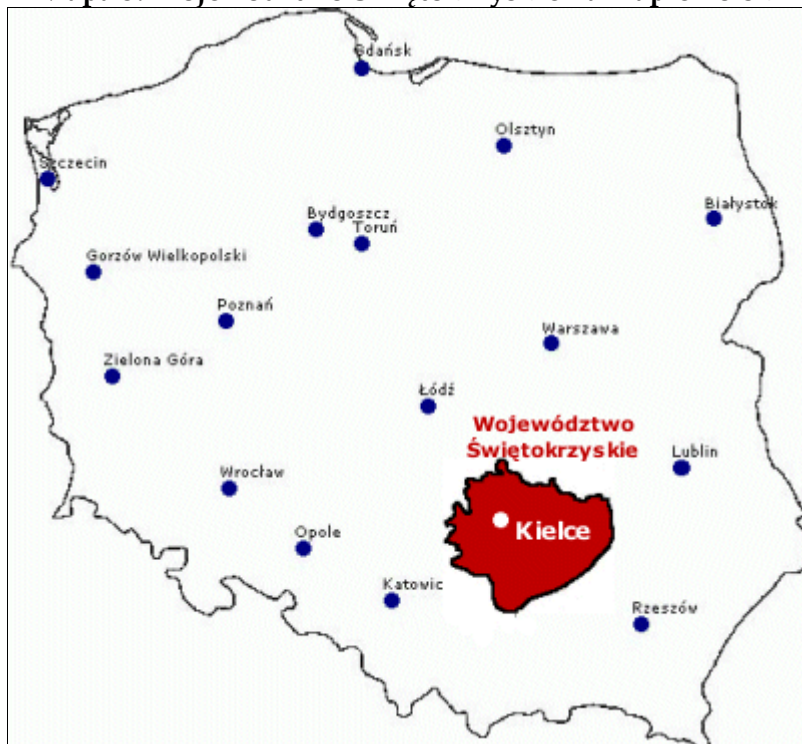 Gdańsk
Olsztyn
Szczecin
Białystok
Bydgoszcz
Toruń
Gorzów Wielkopolski
Poznań
Warszawa
Zielona Góra
Łódź
Województwo
Świętokrzyskie
Lublin
Wrocław
Kielce
Opole
Katowic
Rzeszów